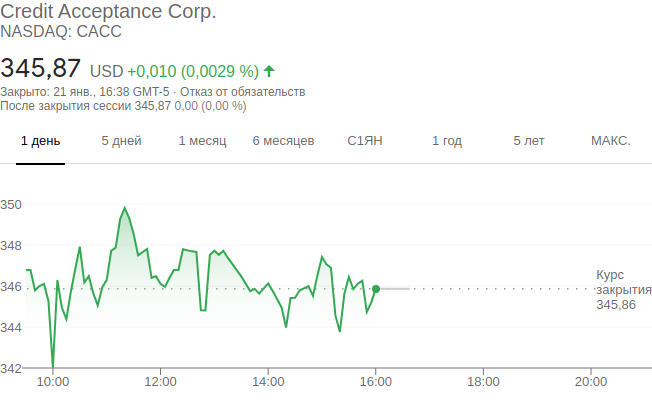 Credit Acceptance Corp.
NASDAQ: CACC
345,87 USD +0,010 (0,0029 %)
Закрыто: 21 янв., 16:38 GMT-5 · Отказ от обязательств
После закрытия сессии 345,87 0,00 (0,00 %)
1 день 5 дней 1 месяц 6 месяцев С1ЯН 1 год 5 лет МАКС.
350
348
346
344
342
Курс
закрытия
345,86
10:00 12:00 14:00 16:00 18:00 20:00